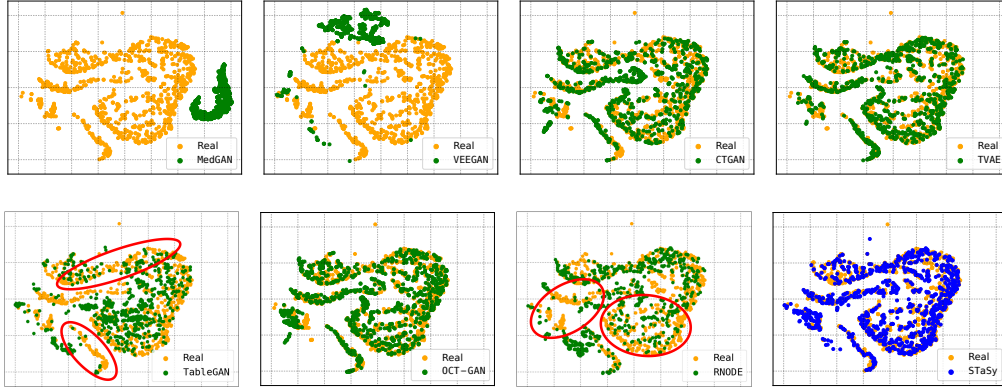 Real
MedGAN
Real
VEEGAN
Real
CTGAN
Real
TVAE
Real
TableGAN
Real
OCT-GAN
Real
RNODE
Real
STaSy